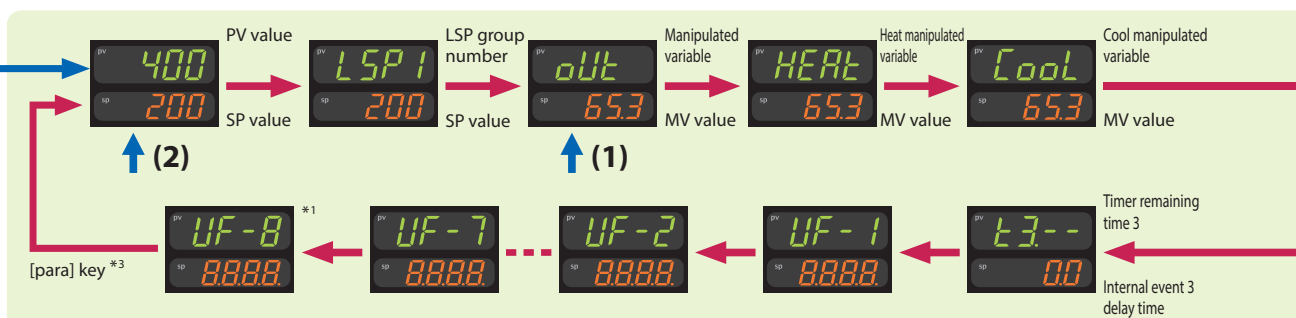 pv 400
sp 200
PV value
SP value
pv LSP1
sp 200
LSP group
number
SP value
pv oUt
sp 65.3
Manipulated
variable
MV value
pv HEAt
sp 65.3
Heat manipulated
variable
MV value
pv CooL
sp 65.3
Cool manipulated
variable
MV value
(2)
(1)
pv UF-8
sp 8.8.8.8.
*1
pv UF-7
sp 8.8.8.8.
pv UF-2
sp 8.8.8.8.
pv UF-1
sp 8.8.8.8.
pv t3.--
sp 0.0
Timer remaining
time 3
Internal event 3
delay time
[para] key *3